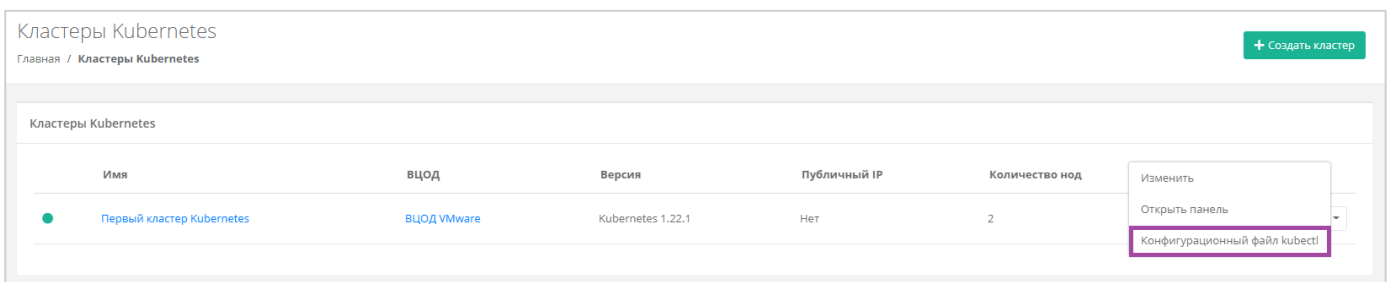 Кластеры Kubernetes
Главная / Кластеры Kubernetes
+ Создать кластер
Кластеры Kubernetes
Имя ВЦОД Версия Публичный IP Количество нод
Первый кластер Kubernetes ВЦОД VMware Kubernetes 1.22.1 Нет 2
Изменить
Открыть панель
Конфигурационный файл kubectl